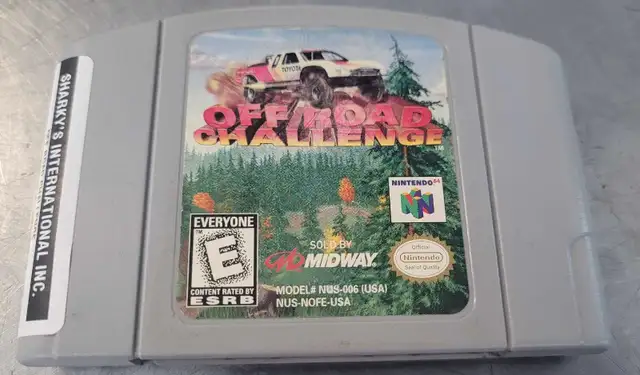 SHARKY'S INTERNATIONAL INC.
TOYOTA
OFF ROAD
CHALLENGE
NINTENDO 64
N
EVERYONE
E
CONTENT RATED BY
ESRB
SOLD BY
MIDWAY
MODEL# NUS-006 (USA)
NUS-NOFE-USA
Official
Nintendo
Seal of Quality